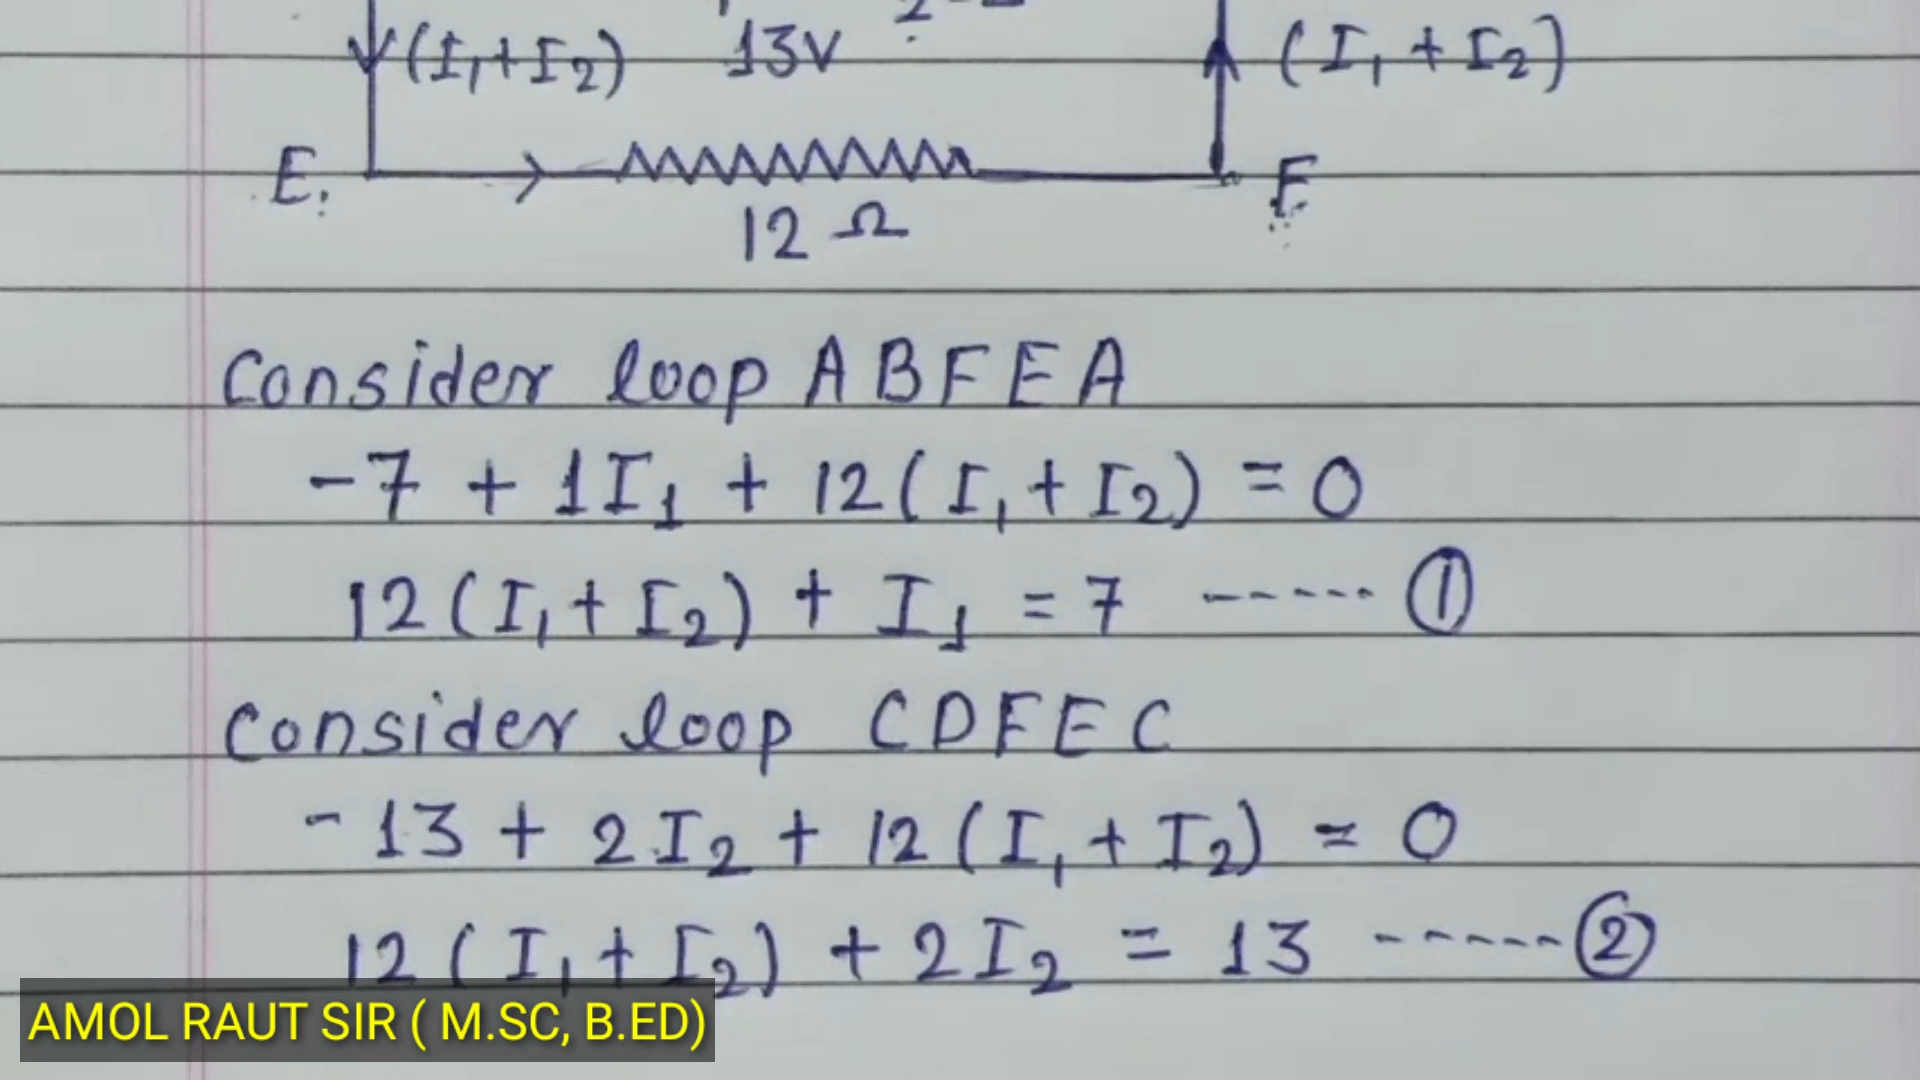 (I₁+I₂) 13V (I₁ + I₂)
E. F
12 Ω
Consider loop A B F E A
-7 + 1I₁ + 12(I₁+I₂) = 0
12(I₁+I₂) + I₁ = 7 ------ ①
Consider loop C D F E C
-13 + 2I₂ + 12(I₁ + I₂) = 0
12(I₁+I₂) + 2I₂ = 13 ------ ②
AMOL RAUT SIR ( M.SC, B.ED)